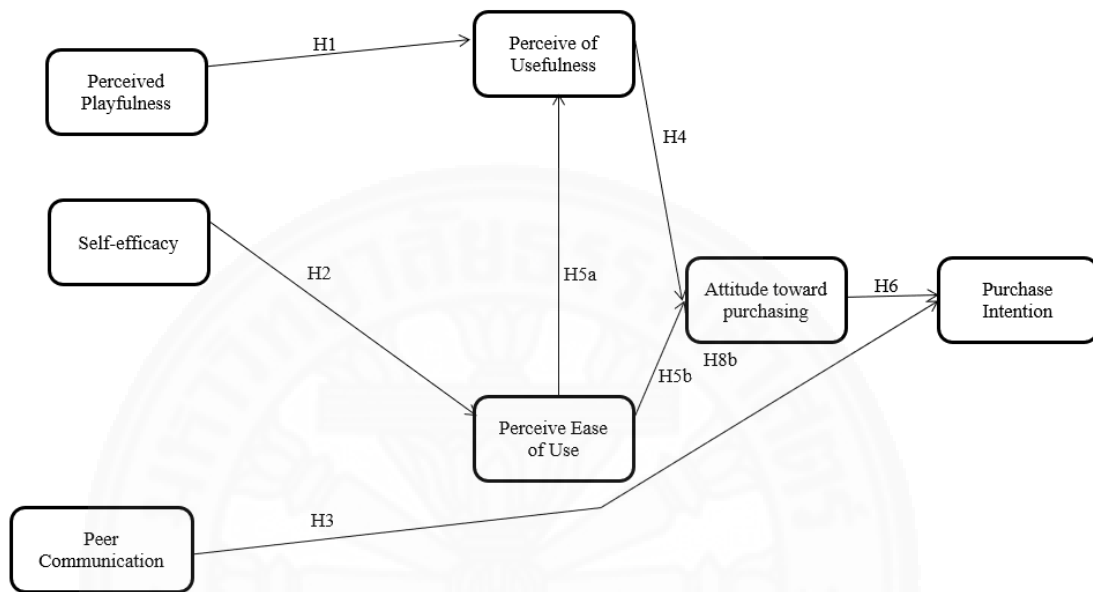 H1
Perceive of
Usefulness
Perceived
Playfulness
H4
Self-efficacy
H2
H5a
Attitude toward
purchasing
H6
Purchase
Intention
H8b
H5b
Perceive Ease
of Use
H3
Peer
Communication